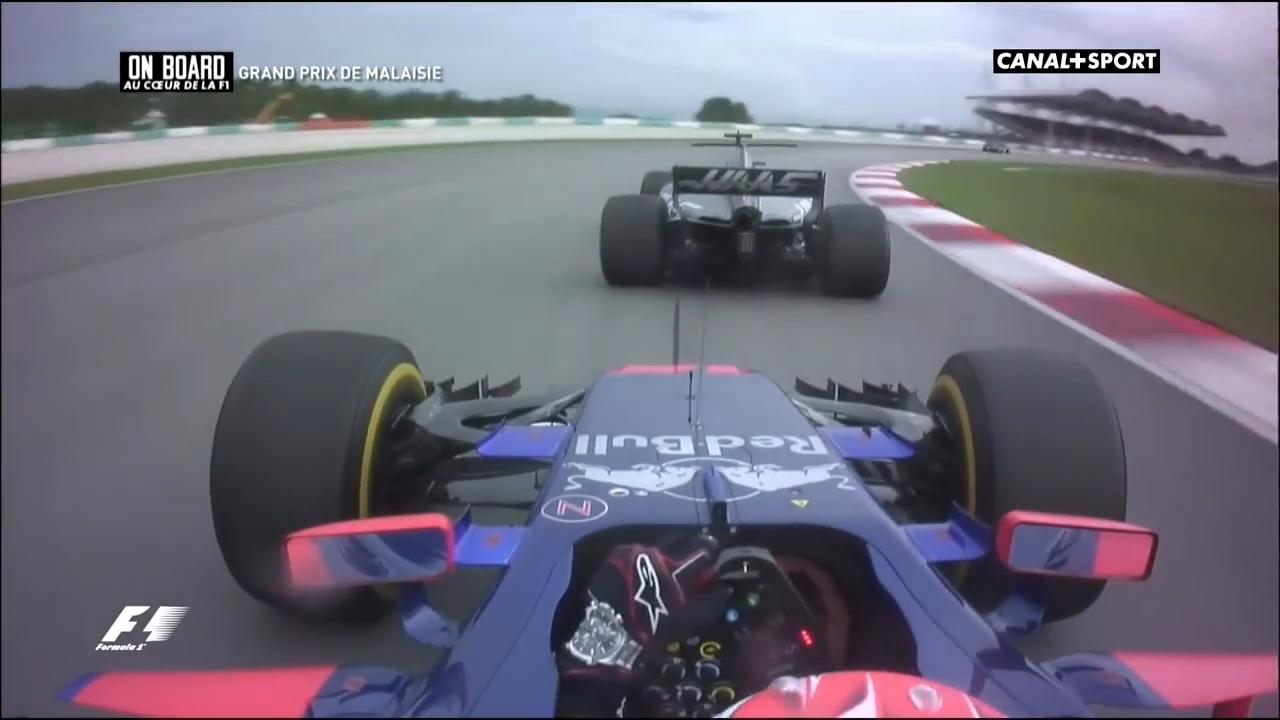 ON BOARD
AU CŒUR DE LA F1
GRAND PRIX DE MALAISIE
CANAL+SPORT
HAAS
Red Bull
F1
Formula 1